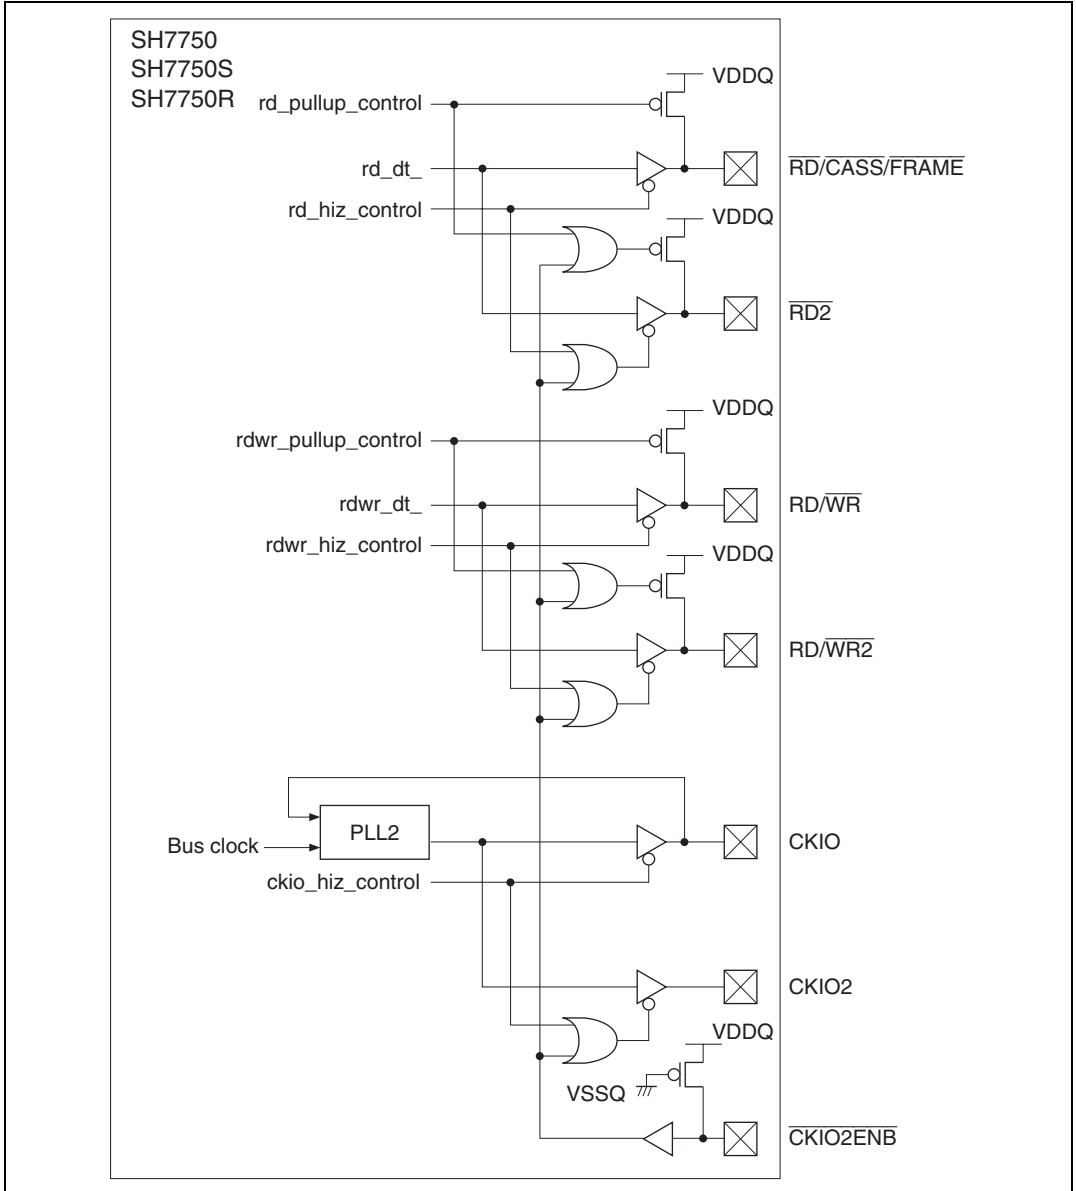 SH7750
SH7750S
SH7750R
VDDQ
rd_pullup_control
rd_dt_
RD/CASS/FRAME
rd_hiz_control
VDDQ
RD2
VDDQ
rdwr_pullup_control
rdwr_dt_
RD/WR
rdwr_hiz_control
VDDQ
RD/WR2
PLL2
Bus clock
CKIO
ckio_hiz_control
CKIO2
VDDQ
VSSQ
CKIO2ENB